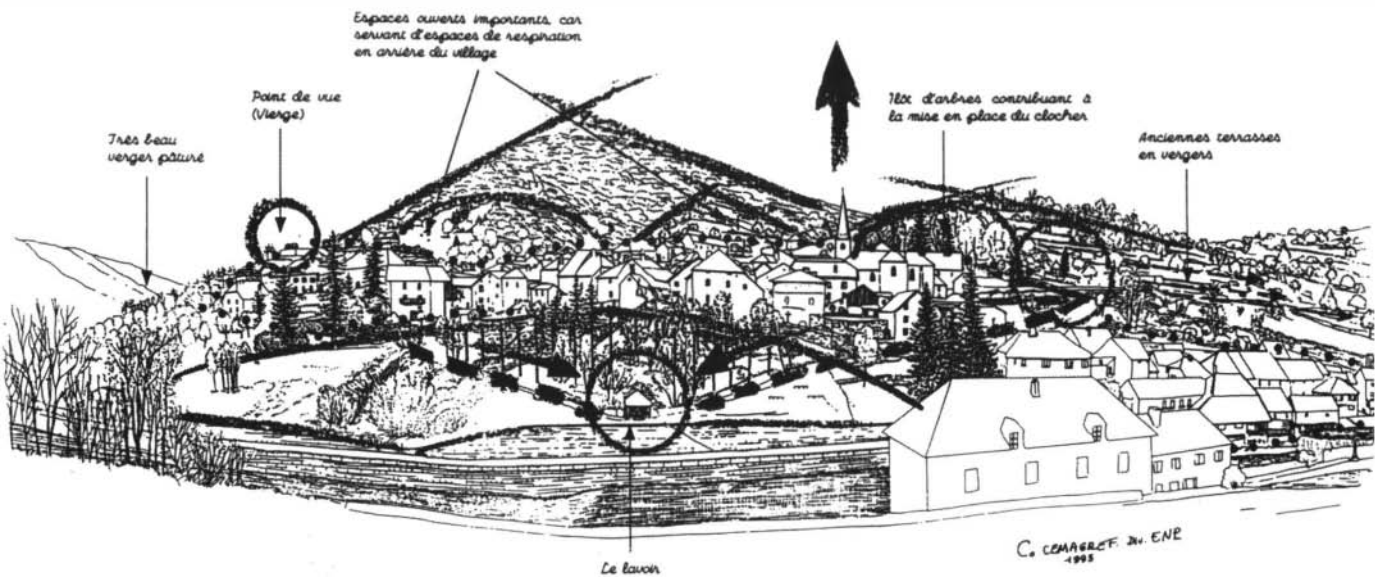 Espaces ouverts importants car
servant d'espaces de respiration
en arrière du village
Point de vue
(Vierge)
Très beau
verger pâturé
Ilôt d'arbres contribuant à
la mise en place du clocher
Anciennes terrasses
en vergers
Le lavoir
C. CEMAGREF. Div. ENP
1993